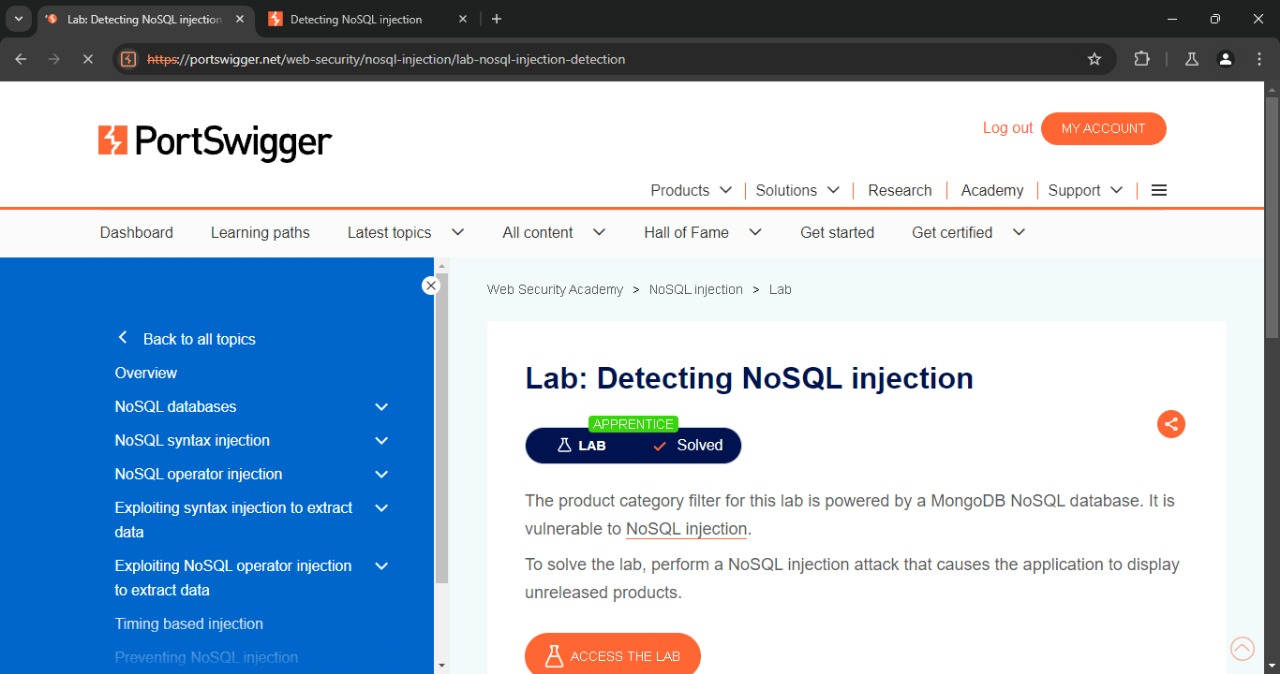 Lab: Detecting NoSQL injection
Detecting NoSQL injection
https://portswigger.net/web-security/nosql-injection/lab-nosql-injection-detection
PortSwigger
Log out
MY ACCOUNT
Products
Solutions
Research
Academy
Support
Dashboard
Learning paths
Latest topics
All content
Hall of Fame
Get started
Get certified
Back to all topics
Overview
NoSQL databases
NoSQL syntax injection
NoSQL operator injection
Exploiting syntax injection to extract
data
Exploiting NoSQL operator injection
to extract data
Timing based injection
Preventing NoSQL injection
Web Security Academy > NoSQL injection > Lab
Lab: Detecting NoSQL injection
APPRENTICE
LAB
Solved
The product category filter for this lab is powered by a MongoDB NoSQL database. It is
vulnerable to NoSQL injection.
To solve the lab, perform a NoSQL injection attack that causes the application to display
unreleased products.
ACCESS THE LAB